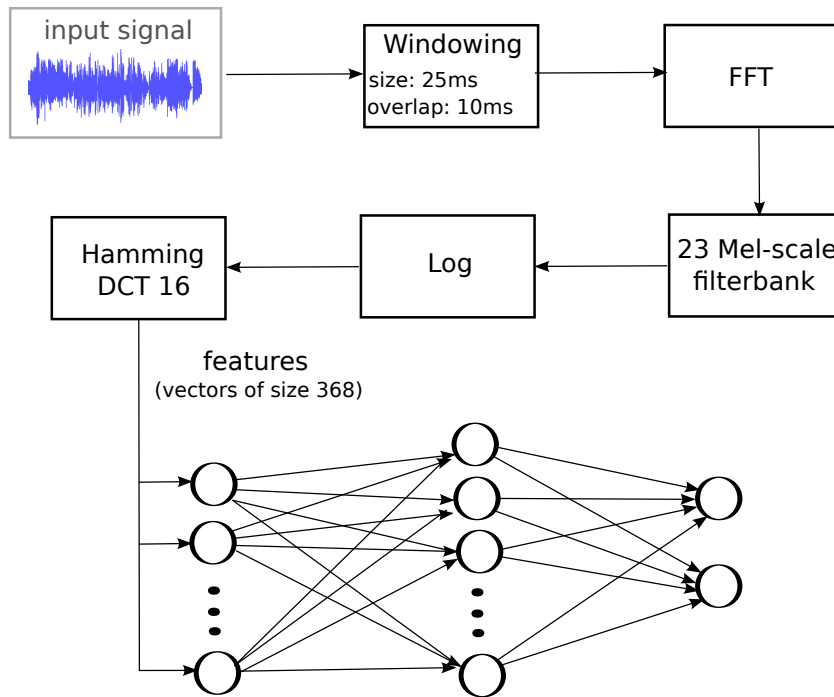 input signal
Windowing
size: 25ms
overlap: 10ms
FFT
23 Mel-scale
filterbank
Log
Hamming
DCT 16
features
(vectors of size 368)